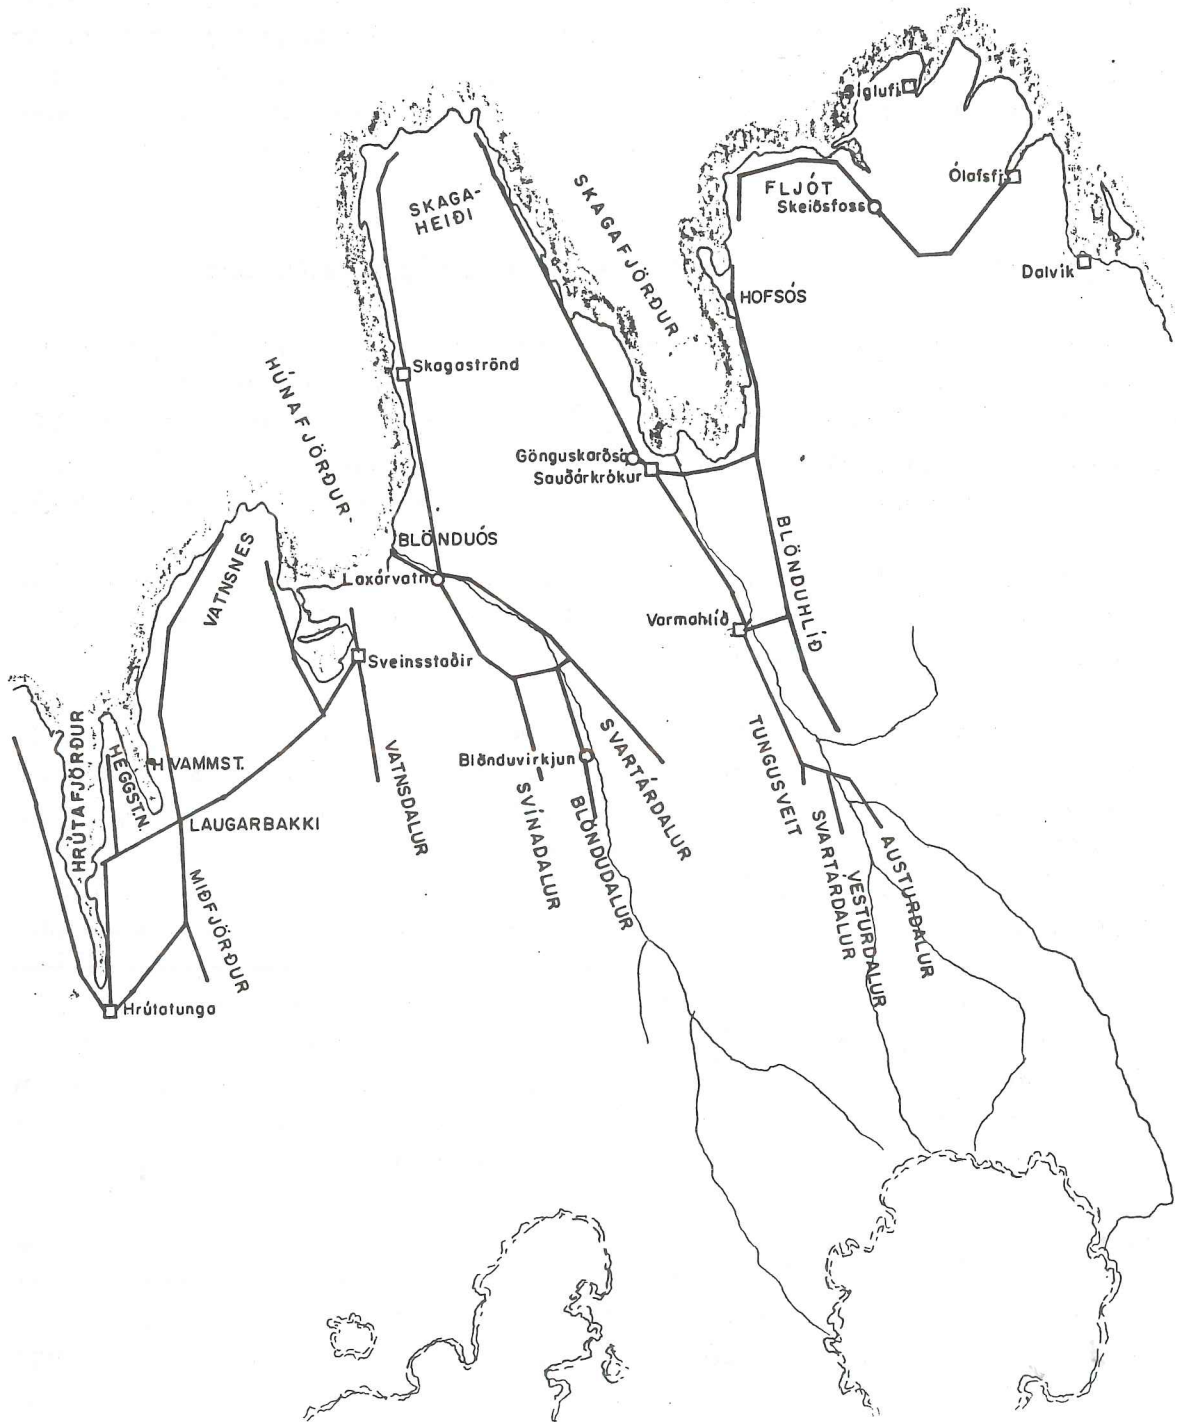 Siglufj.
Ólafsfj.
FLJÓT
Skeiðsfoss
Dalvík
SKAGA-
HEIÐI
SKAGAFJÖRÐUR
HOFSÓS
Skagaströnd
HÚNAFJÖRÐUR-
Gönguskarðsá
Sauðárkrókur
BLÖNDUÓS
VATNSNES
Laxárvatn
BLÖNDUHLÍÐ
Varmahlíð
Sveinsstaðir
HRÚTAFJÖRÐUR
HEGGST.N.
HVAMMST.
VATNSDALUR
Blönduvirkjun
SVÍNADALUR
BLÖNDUDALUR
SVARTÁRDALUR
TUNGUSVEIT
SVARTÁRDALUR
VESTURDALUR
AUSTURDALUR
LAUGARBAKKI
MIÐFJÖRÐUR
Hrútatunga